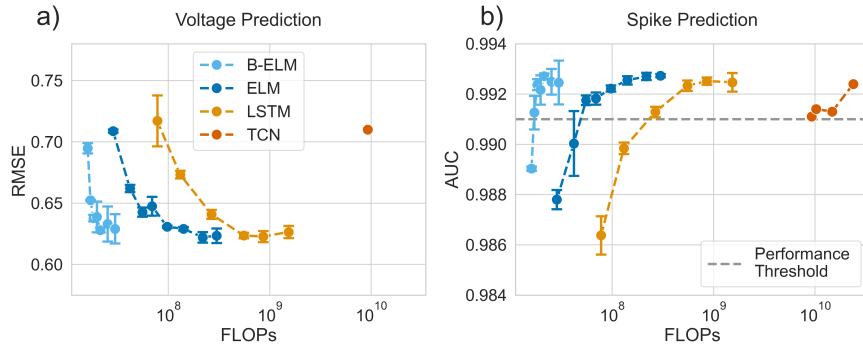 a)
Voltage Prediction
RMSE
0.75
0.70
0.65
0.60
B-ELM
ELM
LSTM
TCN
10^8
10^9
10^10
FLOPs
b)
Spike Prediction
AUC
0.994
0.992
0.990
0.988
0.986
0.984
Performance
Threshold
10^8
10^9
10^10
FLOPs